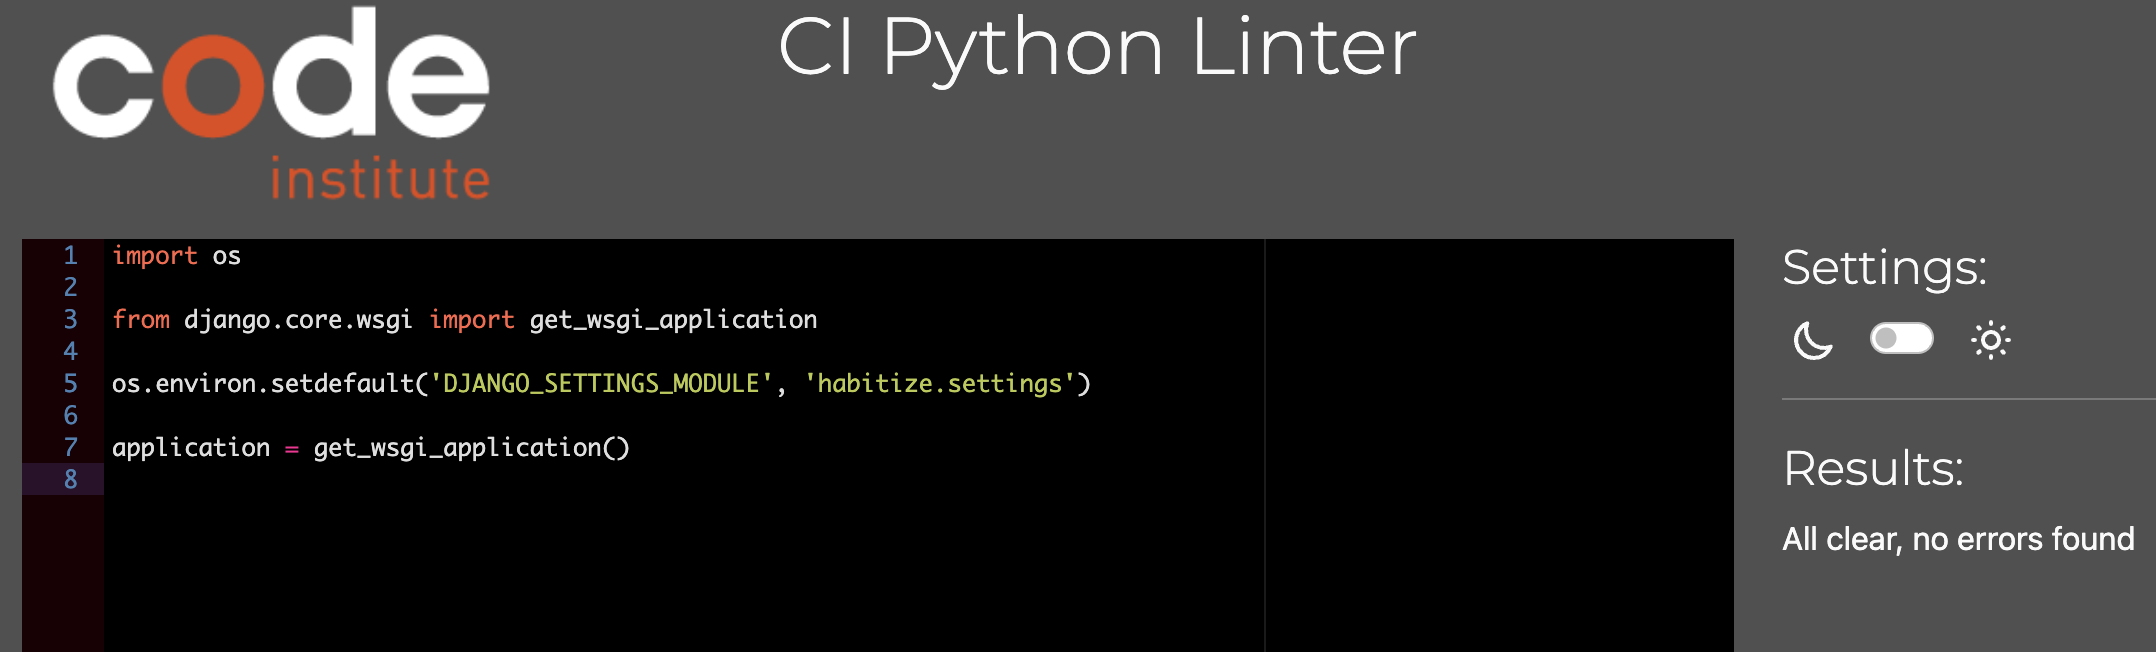 code
institute
CI Python Linter
1 import os
2
3 from django.core.wsgi import get_wsgi_application
4
5 os.environ.setdefault('DJANGO_SETTINGS_MODULE', 'habitize.settings')
6
7 application = get_wsgi_application()
8
Settings:
Results:
All clear, no errors found